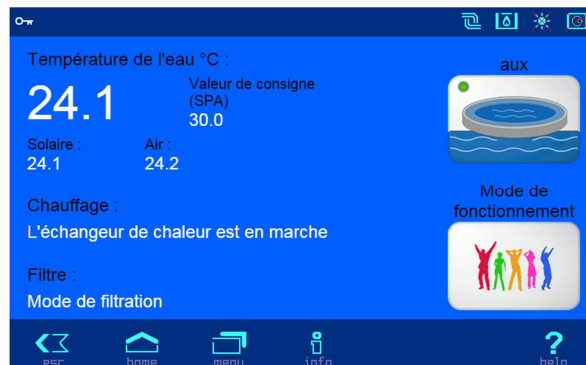 Température de l'eau °C :
24.1
Valeur de consigne
(SPA)
30.0
Solaire :
24.1
Air :
24.2
Chauffage :
L'échangeur de chaleur est en marche
Filtre :
Mode de filtration
aux
Mode de
fonctionnement
esc
home
menu
info
help